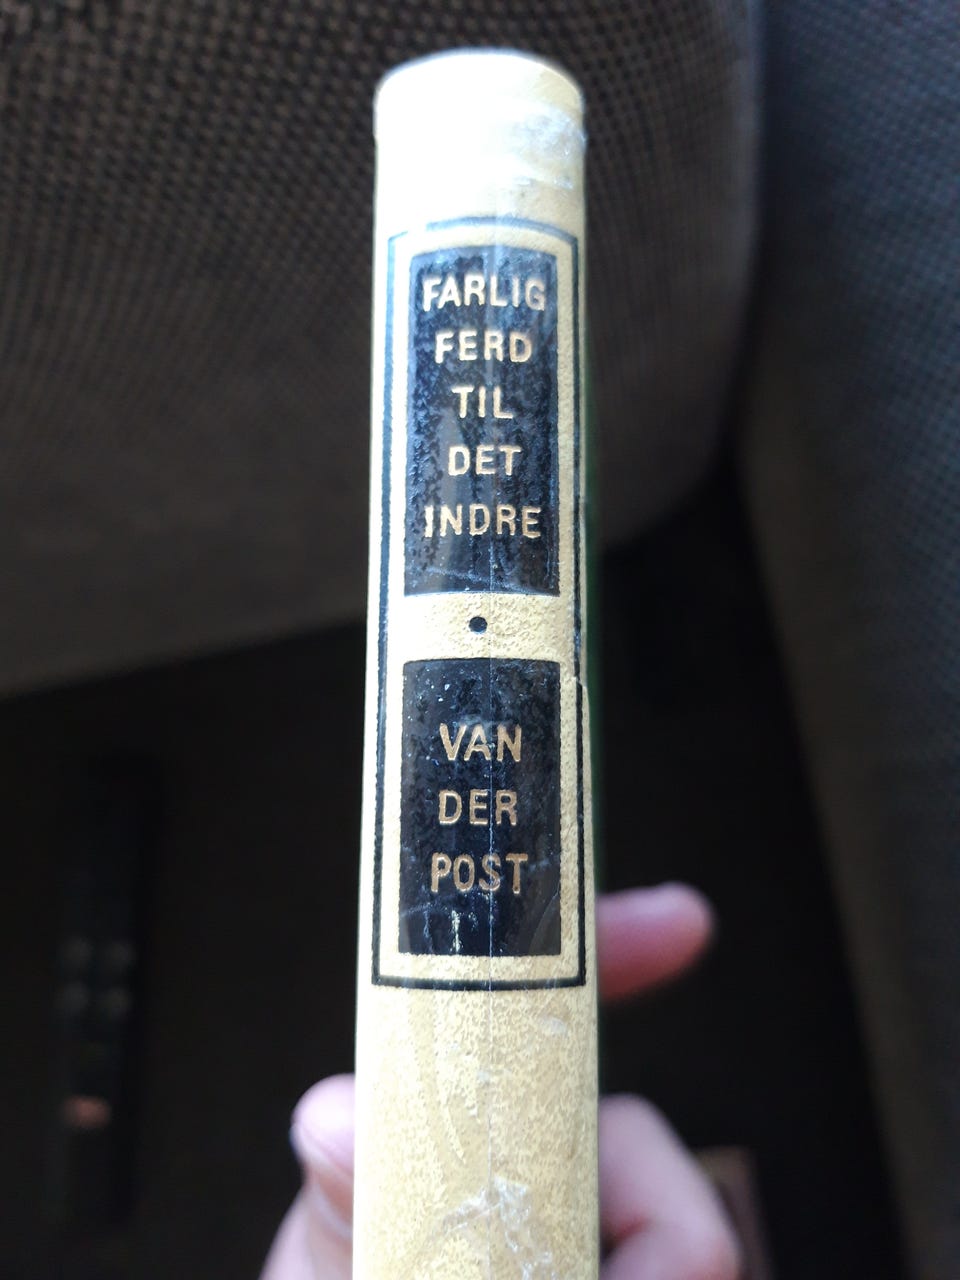 FARLIG
FERD
TIL
DET
INDRE
VAN
DER
POST